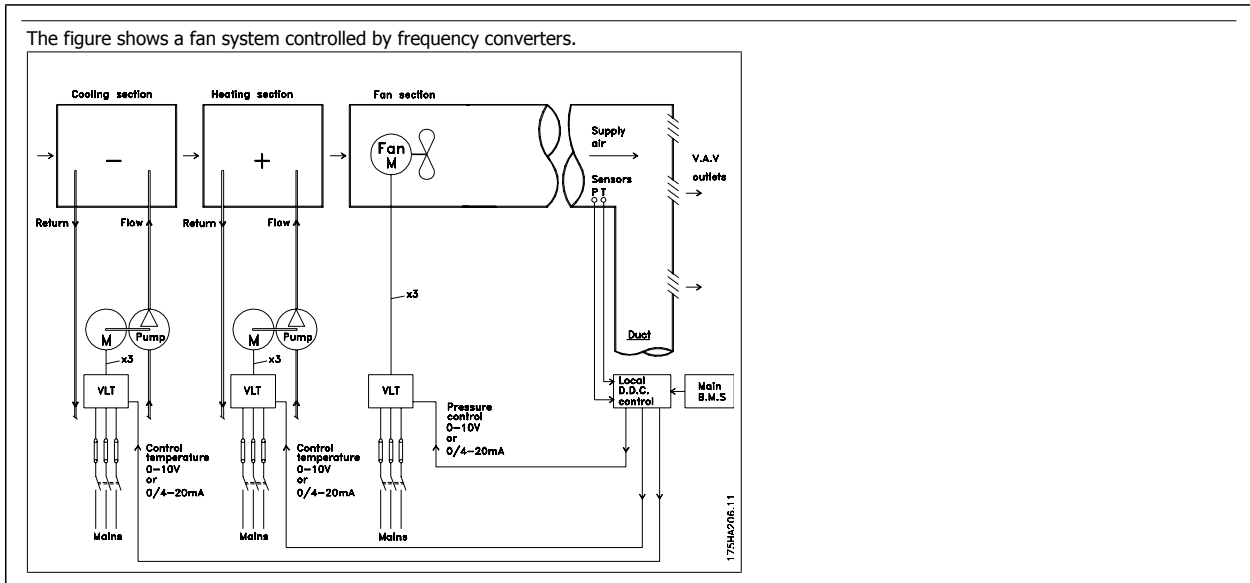 The figure shows a fan system controlled by frequency converters.
Cooling section
Heating section
Fan section
−
+
Fan
M
Supply
air
Sensors
P T
V.A.V
outlets
Return
Flow
Return
Flow
x3
Duct
M
Pump
M
Pump
x3
x3
VLT
VLT
VLT
Local
D.D.C.
control
Main
B.M.S
Pressure
control
0-10V
or
0/4-20mA
Control
temperature
0-10V
or
0/4-20mA
Control
temperature
0-10V
or
0/4-20mA
Mains
Mains
Mains
175HA206.11